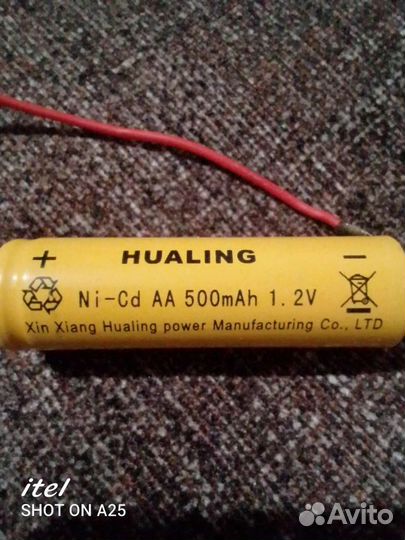 + HUALING -
Ni-Cd AA 500mAh 1.2V
Xin Xiang Hualing power Manufacturing Co., LTD
itel
SHOT ON A25
Avito